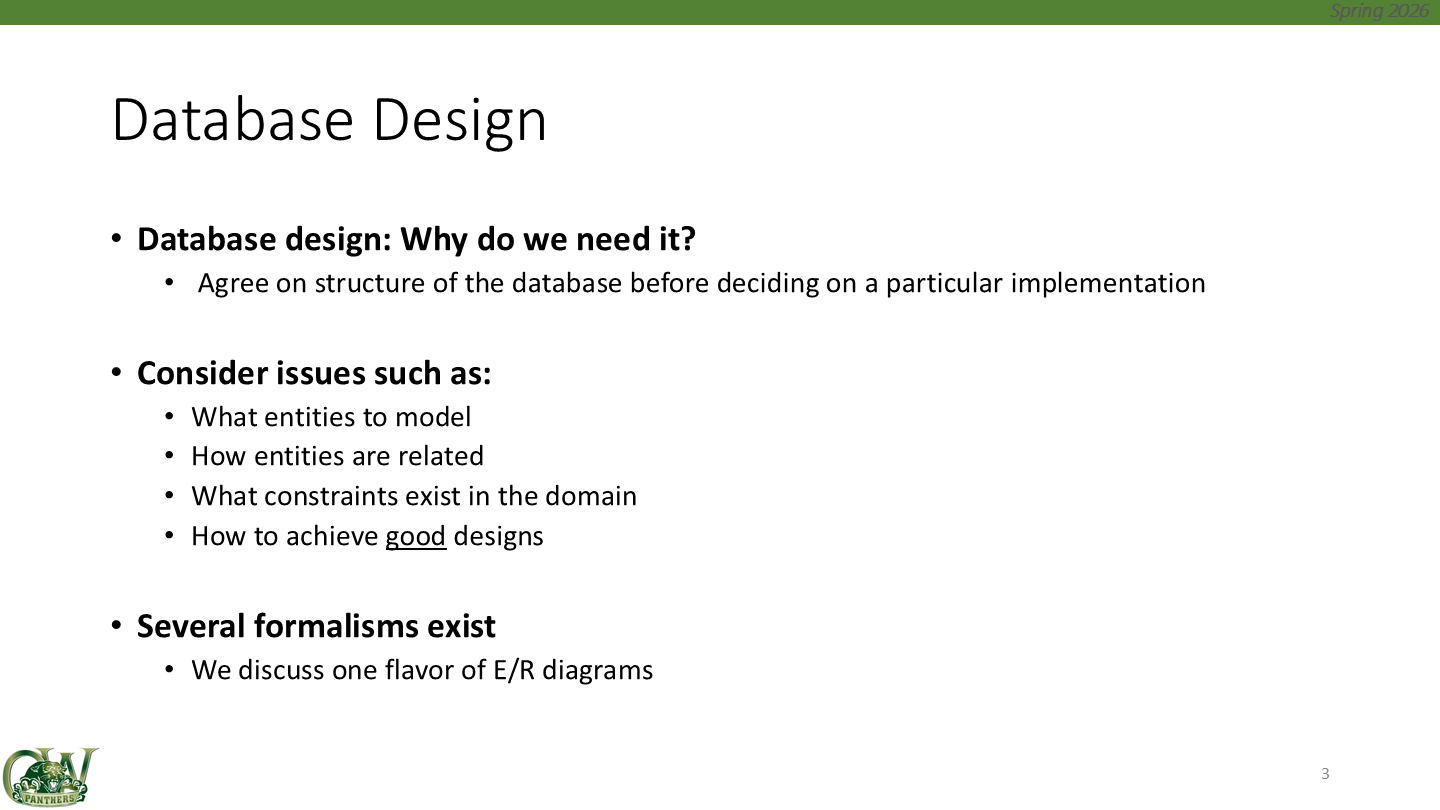 Spring 2026
Database Design
• Database design: Why do we need it?
• Agree on structure of the database before deciding on a particular implementation
• Consider issues such as:
• What entities to model
• How entities are related
• What constraints exist in the domain
• How to achieve good designs
• Several formalisms exist
• We discuss one flavor of E/R diagrams
OW
PANTHERS
3